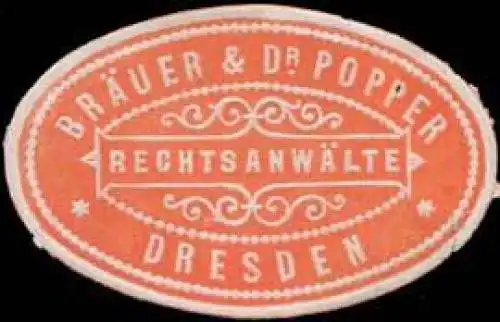 BRÄUER & DR POPPER
RECHTSANWÄLTE
DRESDEN